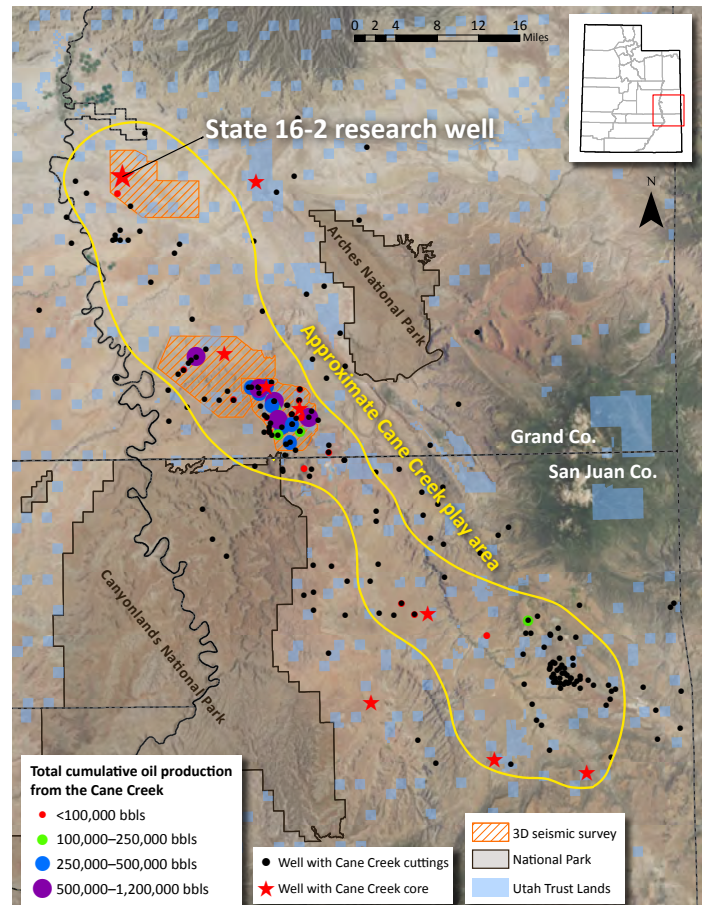 0 2 4 8 12 16
Miles
State 16-2 research well
N
Arches National Park
Approximate Cane Creek play area
Grand Co.
San Juan Co.
Canyonlands National Park
Total cumulative oil production
from the Cane Creek
<100,000 bbls
100,000–250,000 bbls
250,000–500,000 bbls
500,000–1,200,000 bbls
Well with Cane Creek cuttings
Well with Cane Creek core
3D seismic survey
National Park
Utah Trust Lands